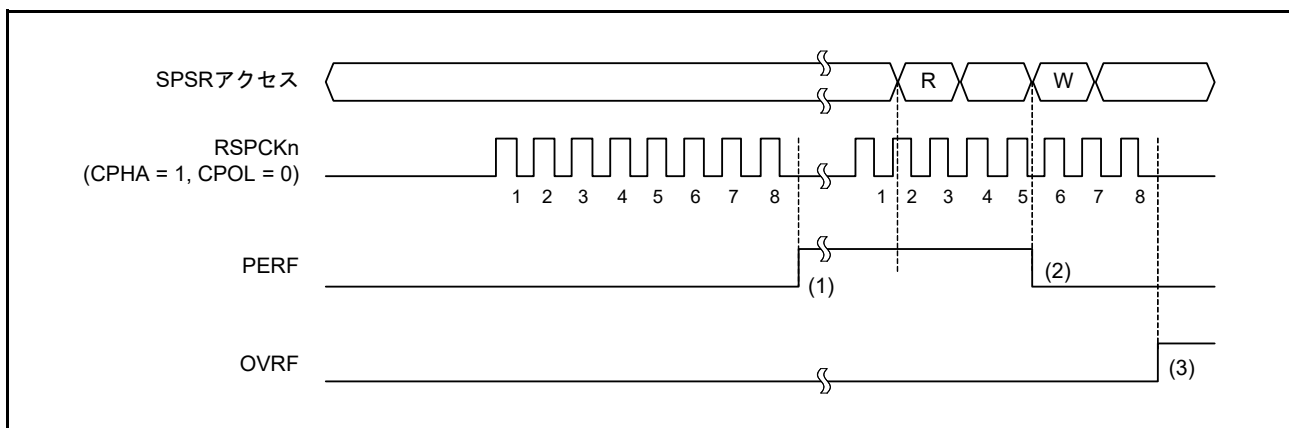 SPSRアクセス
R
W
RSPCKn
(CPHA = 1, CPOL = 0)
1 2 3 4 5 6 7 8 1 2 3 4 5 6 7 8
PERF
(1)
(2)
OVRF
(3)